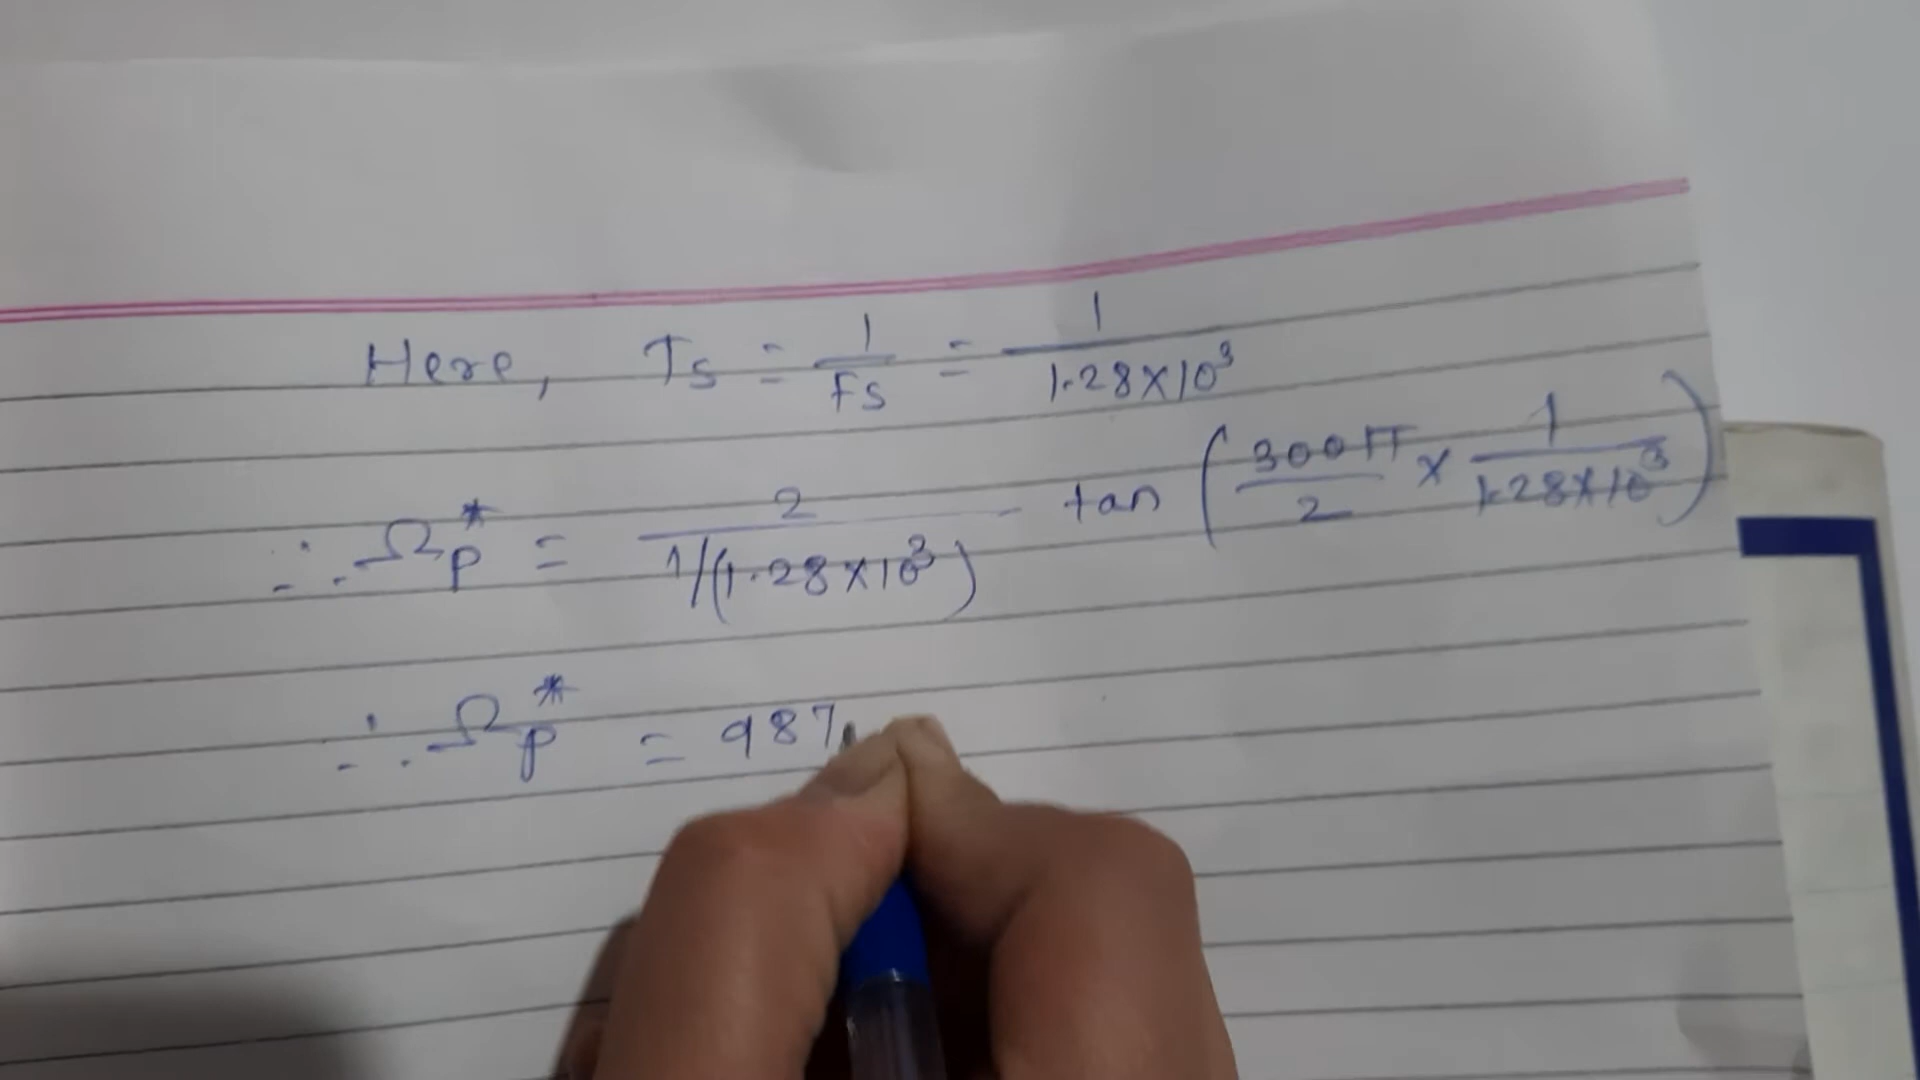 Here, Ts = 1/Fs = 1/1.28×10³
∴ Ωp* = 2/1/(1.28×10³) tan (300π/2 × 1/1.28×10³)
∴ Ωp* = 987.